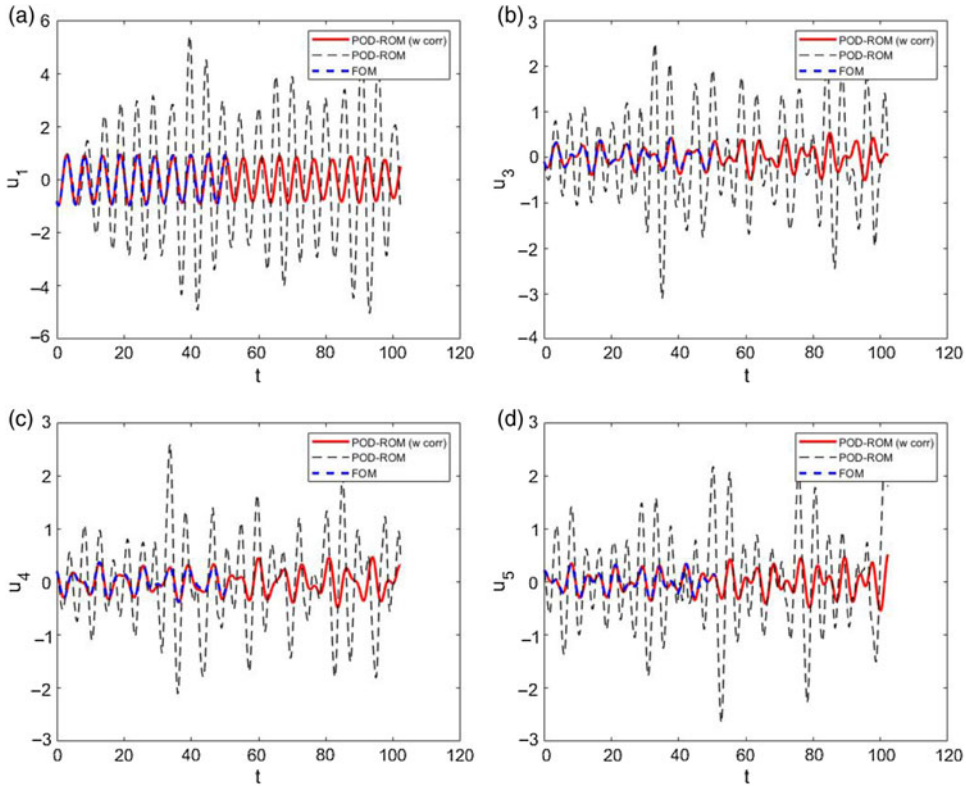 (a)
6
4
2
0
−2
−4
−6
u1
0 20 40 60 80 100 120
t
POD-ROM (w corr)
POD-ROM
FOM
(b)
3
2
1
0
−1
−2
−3
−4
u3
0 20 40 60 80 100 120
t
POD-ROM (w corr)
POD-ROM
FOM
(c)
3
2
1
0
−1
−2
−3
u4
0 20 40 60 80 100 120
t
POD-ROM (w corr)
POD-ROM
FOM
(d)
3
2
1
0
−1
−2
−3
u5
0 20 40 60 80 100 120
t
POD-ROM (w corr)
POD-ROM
FOM